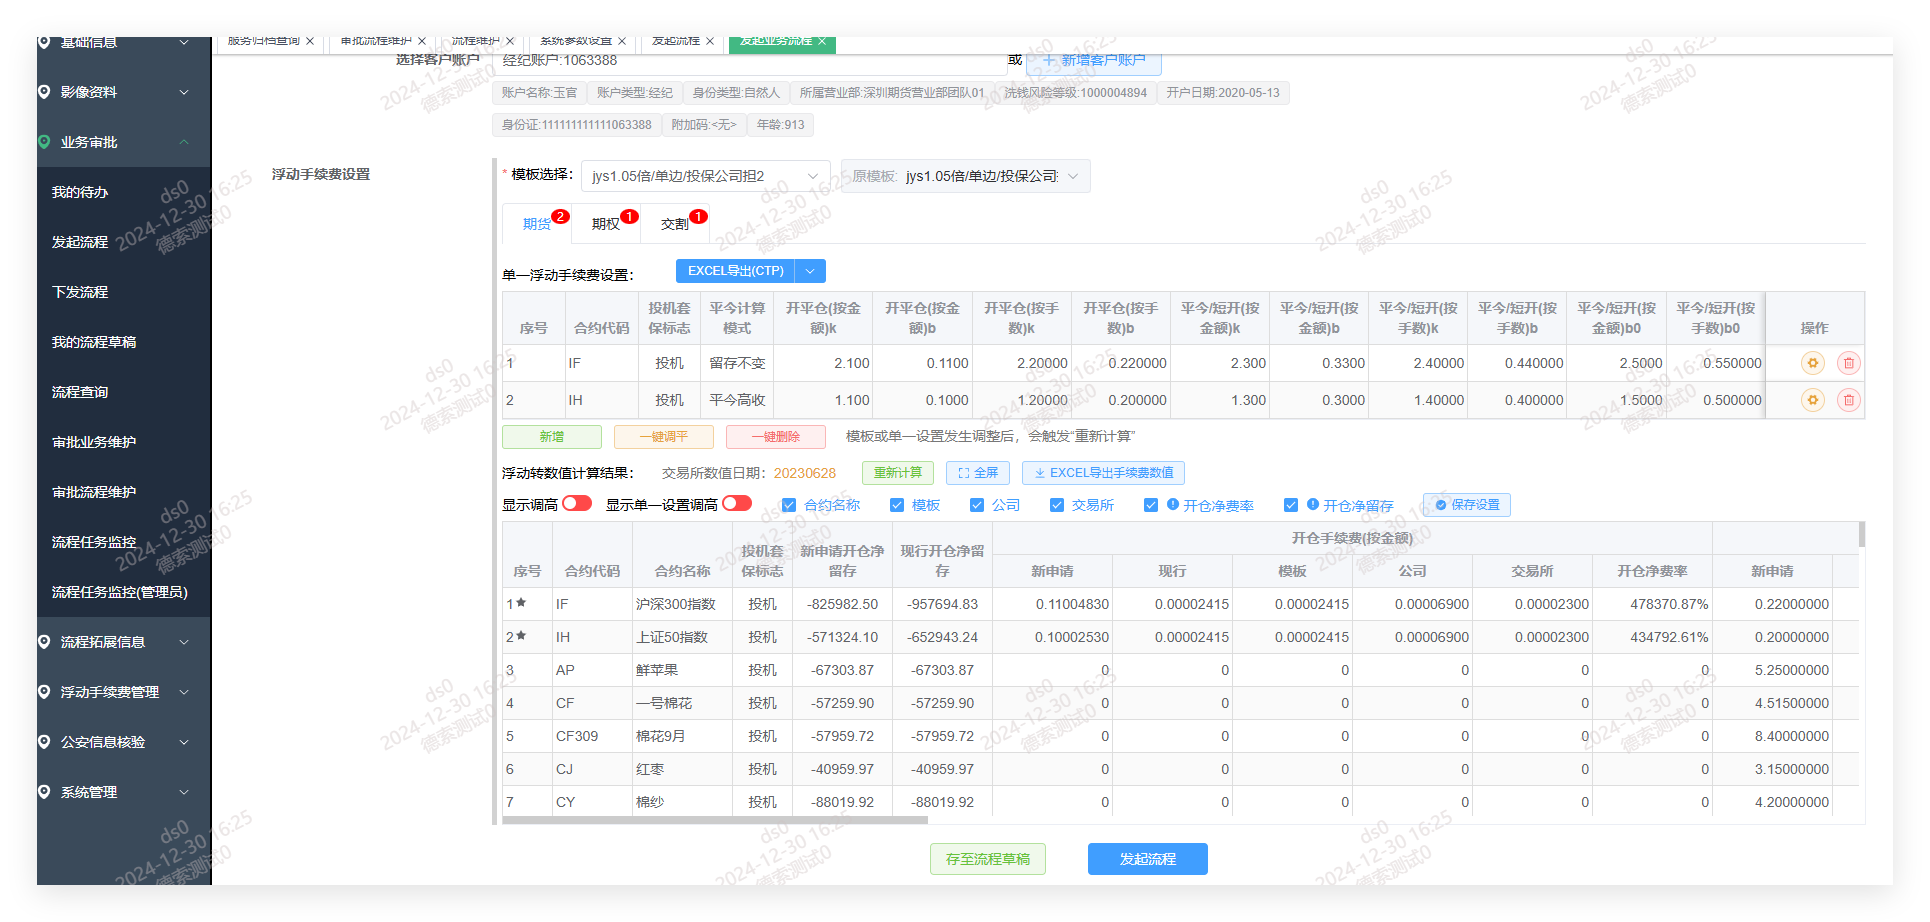 基础信息
服务归档查询 ×
审批流程维护 ×
流程维护 ×
系统参数设置 ×
发起流程 ×
发起业务流程 ×
选择客户账户
经纪账户:1063388
或
+ 新增客户账户
影像资料
账户名称:玉官
账户类型:经纪
身份类型:自然人
所属营业部:深圳期货营业部团队01
洗钱风险等级:1000004894
开户日期:2020-05-13
身份证:111111111111063388
附加码:<无>
年龄:913
业务审批
我的待办
发起流程
下发流程
我的流程草稿
流程查询
审批业务维护
审批流程维护
流程任务监控
流程任务监控(管理员)
流程拓展信息
浮动手续费管理
公安信息核验
系统管理
浮动手续费设置
* 模板选择：
jys1.05倍/单边/投保公司担2
原模板: jys1.05倍/单边/投保公司
期货 2
期权 1
交割 1
单一浮动手续费设置：
EXCEL导出(CTP)
序号 合约代码 投机套保标志 平今计算模式 开平仓(按金额)k 开平仓(按金额)b 开平仓(按手数)k 开平仓(按手数)b 平今/短开(按金额)k 平今/短开(按金额)b 平今/短开(按手数)k 平今/短开(按手数)b 平今/短开(按金额)b0 平今/短开(按手数)b0 操作
1 IF 投机 留存不变 2.100 0.1100 2.20000 0.220000 2.300 0.3300 2.40000 0.440000 2.5000 0.550000
2 IH 投机 平今高收 1.100 0.1000 1.20000 0.200000 1.300 0.3000 1.40000 0.400000 1.5000 0.500000
新增
一键调平
一键删除
模板或单一设置发生调整后，会触发“重新计算”
浮动转数值计算结果：
交易所数值日期：20230628
重新计算
全屏
EXCEL导出手续费数值
显示调高
显示单一设置调高
合约名称
模板
公司
交易所
开仓净费率
开仓净留存
保存设置
序号 合约代码 合约名称 投机套保标志 新申请开仓净留存 现行开仓净留存 开仓手续费(按金额)
新申请 现行 模板 公司 交易所 开仓净费率 新申请
1★ IF 沪深300指数 投机 -825982.50 -957694.83 0.11004830 0.00002415 0.00002415 0.00006900 0.00002300 478370.87% 0.22000000
2★ IH 上证50指数 投机 -571324.10 -652943.24 0.10002530 0.00002415 0.00002415 0.00006900 0.00002300 434792.61% 0.20000000
3 AP 鲜苹果 投机 -67303.87 -67303.87 0 0 0 0 0 0 5.25000000
4 CF 一号棉花 投机 -57259.90 -57259.90 0 0 0 0 0 0 4.51500000
5 CF309 棉花9月 投机 -57959.72 -57959.72 0 0 0 0 0 0 8.40000000
6 CJ 红枣 投机 -40959.97 -40959.97 0 0 0 0 0 0 3.15000000
7 CY 棉纱 投机 -88019.92 -88019.92 0 0 0 0 0 0 4.20000000
存至流程草稿
发起流程
ds0
2024-12-30 16:25
德索测试0